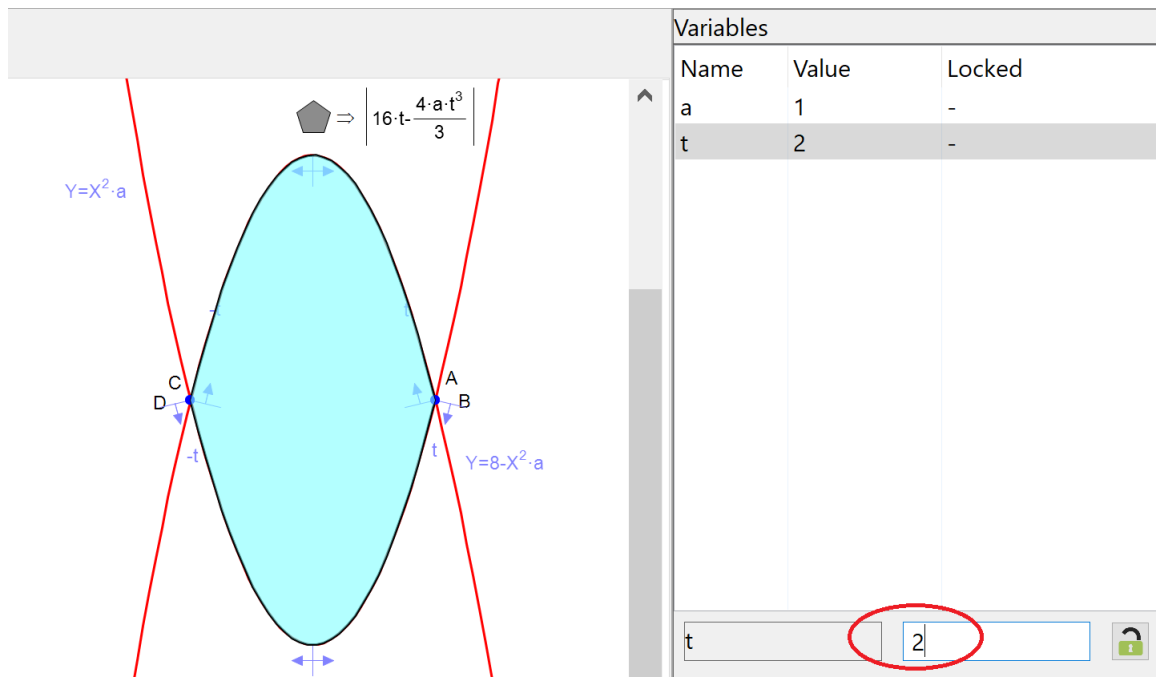 Variables
Name Value Locked
a 1 -
t 2 -
⇒ |16·t-4·a·t³/3|
Y=X²·a
-t t
C A
D B
-t t
Y=8-X²·a
t 2